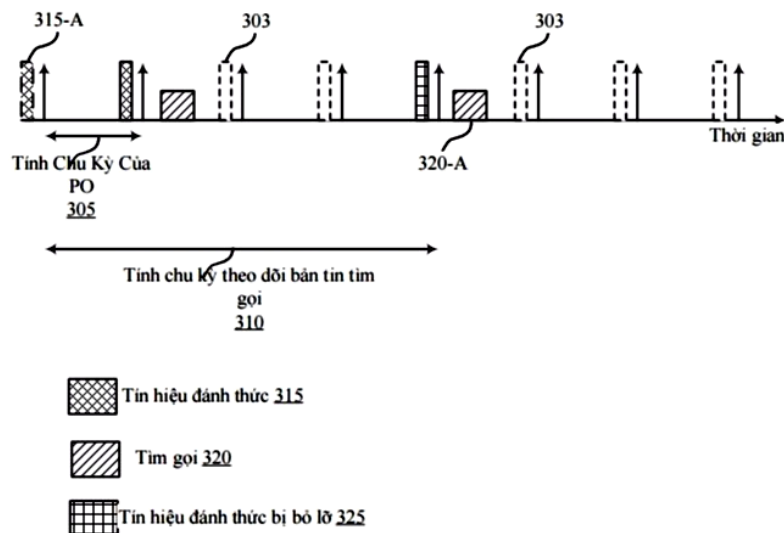 315-A
303
303
Thời gian
Tính Chu Kỳ Của
PO
305
320-A
Tính chu kỳ theo dõi bản tin tìm
gọi
310
Tín hiệu đánh thức 315
Tìm gọi 320
Tín hiệu đánh thức bị bỏ lỡ 325